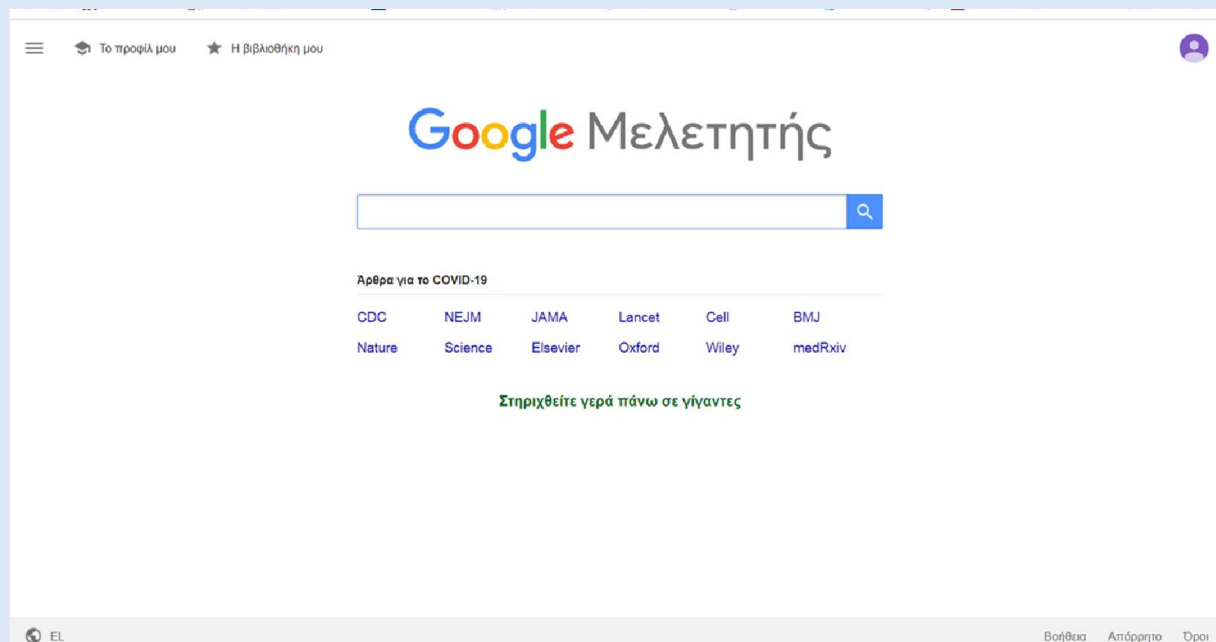 Το προφίλ μου Η βιβλιοθήκη μου
Google Μελετητής
Άρθρα για το COVID-19
CDC NEJM JAMA Lancet Cell BMJ
Nature Science Elsevier Oxford Wiley medRxiv
Στηριχθείτε γερά πάνω σε γίγαντες
EL Βοήθεια Απόρρητο Όροι